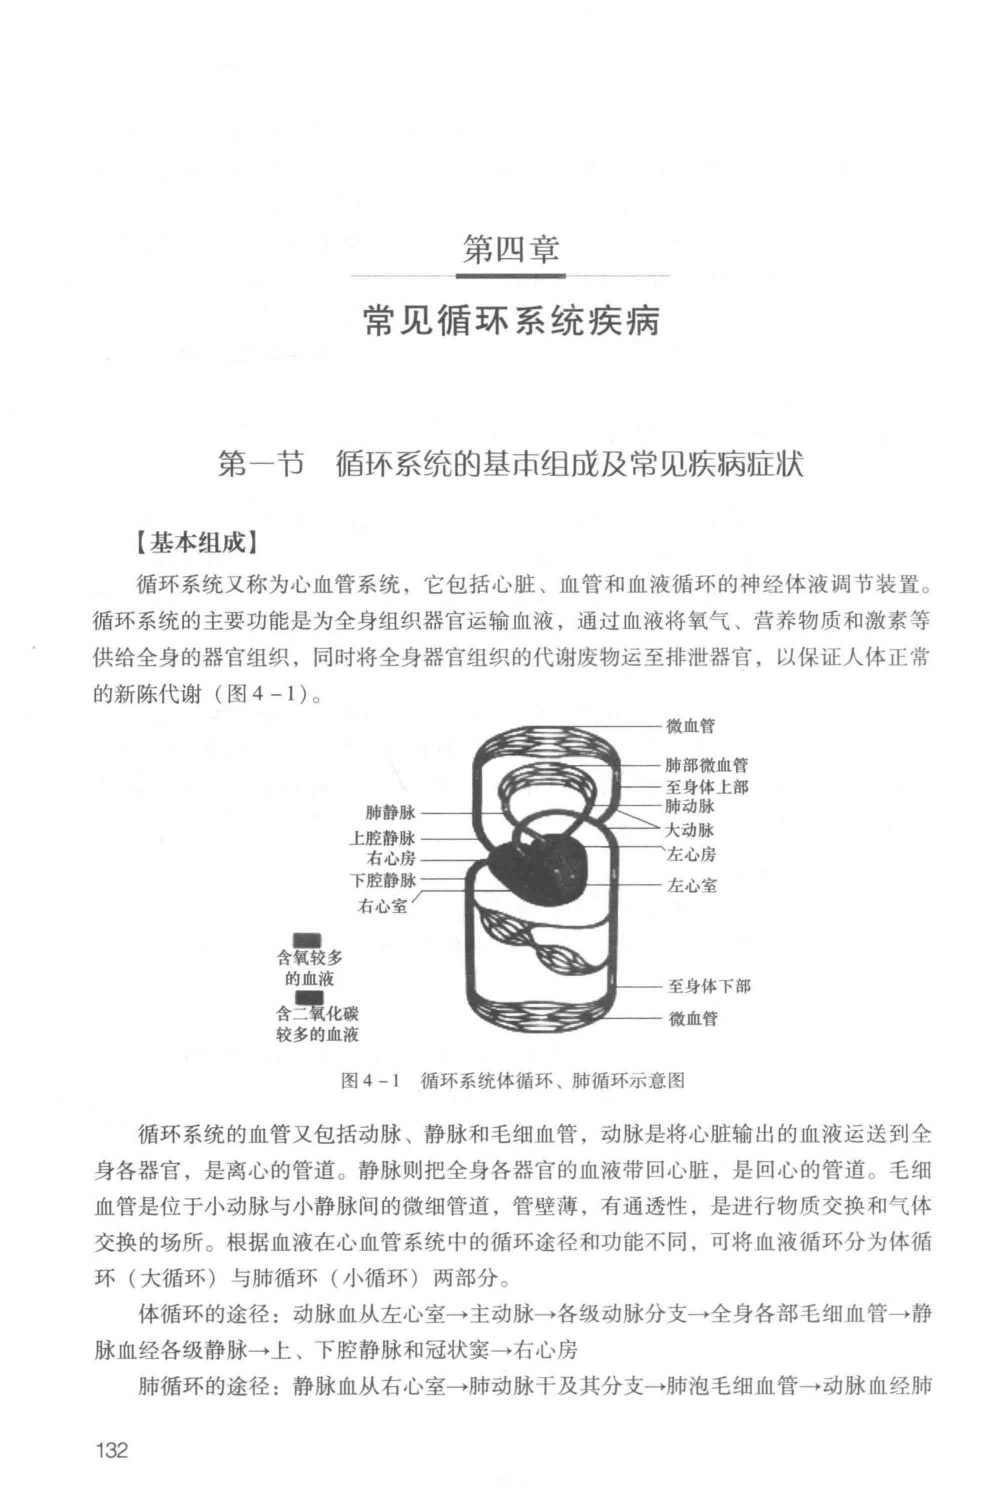 第四章
常见循环系统疾病
第一节 循环系统的基本组成及常见疾病症状
【基本组成】
循环系统又称为心血管系统，它包括心脏、血管和血液循环的神经体液调节装置。
循环系统的主要功能是为全身组织器官运输血液，通过血液将氧气、营养物质和激素等
供给全身的器官组织，同时将全身器官组织的代谢废物运至排泄器官，以保证人体正常
的新陈代谢（图4-1）。
微血管
肺部微血管
至身体上部
肺动脉
大动脉
左心房
左心室
至身体下部
微血管
肺静脉
上腔静脉
右心房
下腔静脉
右心室
含氧较多
的血液
含二氧化碳
较多的血液
图4-1 循环系统体循环、肺循环示意图
循环系统的血管又包括动脉、静脉和毛细血管，动脉是将心脏输出的血液运送到全
身各器官，是离心的管道。静脉则把全身各器官的血液带回心脏，是回心的管道。毛细
血管是位于小动脉与小静脉间的微细管道，管壁薄，有通透性，是进行物质交换和气体
交换的场所。根据血液在心血管系统中的循环途径和功能不同，可将血液循环分为体循
环（大循环）与肺循环（小循环）两部分。
体循环的途径：动脉血从左心室→主动脉→各级动脉分支→全身各部毛细血管→静
脉血经各级静脉→上、下腔静脉和冠状窦→右心房
肺循环的途径：静脉血从右心室→肺动脉干及其分支→肺泡毛细血管→动脉血经肺
132